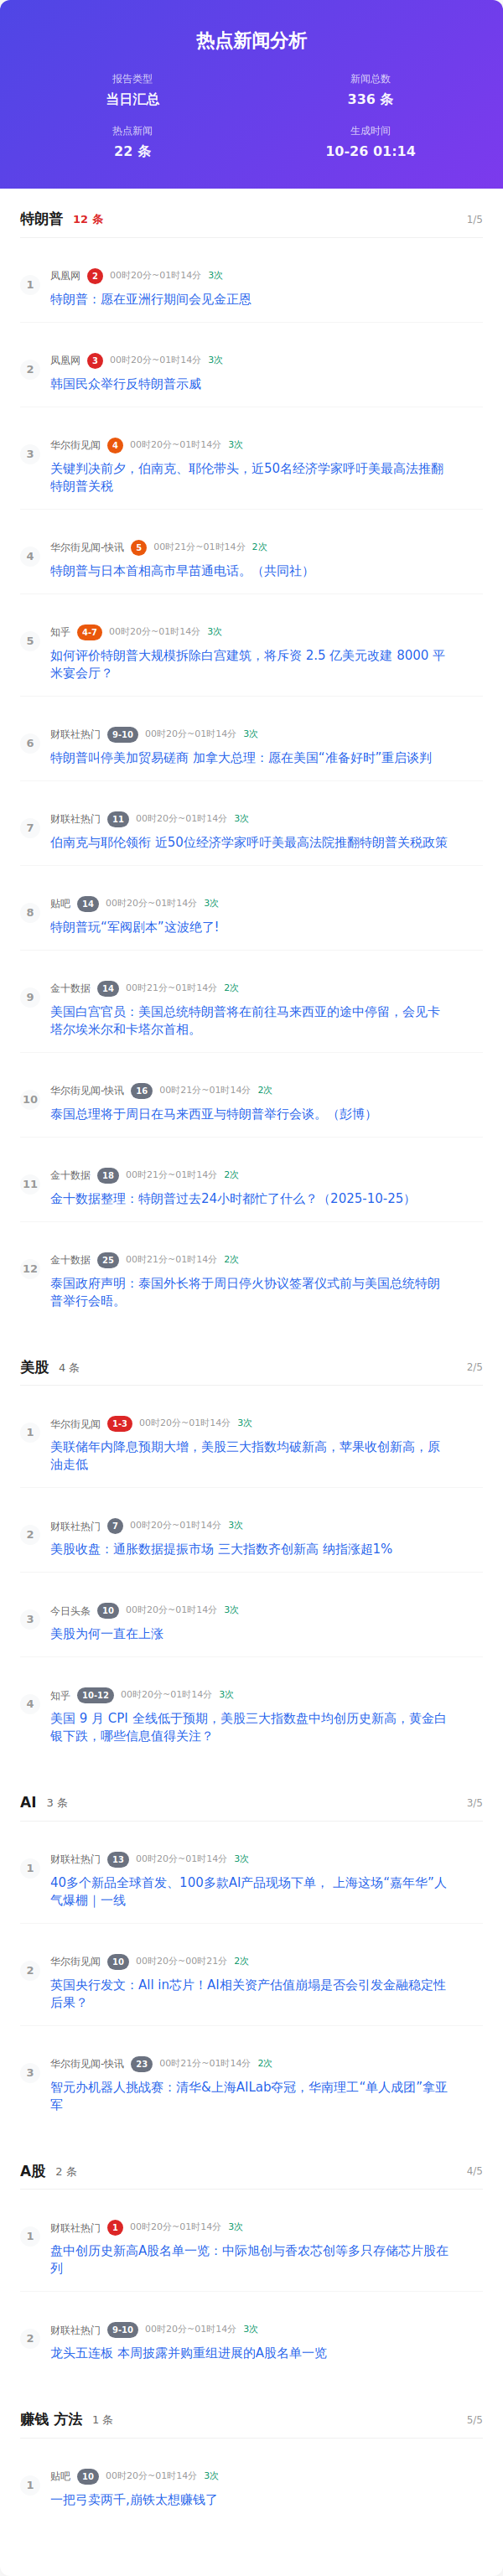 热点新闻分析
报告类型
当日汇总
新闻总数
336 条
热点新闻
22 条
生成时间
10-26 01:14
特朗普 12 条 1/5
1
凤凰网 2 00时20分~01时14分 3次
特朗普：愿在亚洲行期间会见金正恩
2
凤凰网 3 00时20分~01时14分 3次
韩国民众举行反特朗普示威
3
华尔街见闻 4 00时20分~01时14分 3次
关键判决前夕，伯南克、耶伦带头，近50名经济学家呼吁美最高法推翻
特朗普关税
4
华尔街见闻-快讯 5 00时21分~01时14分 2次
特朗普与日本首相高市早苗通电话。（共同社）
5
知乎 4-7 00时20分~01时14分 3次
如何评价特朗普大规模拆除白宫建筑，将斥资 2.5 亿美元改建 8000 平
米宴会厅？
6
财联社热门 9-10 00时20分~01时14分 3次
特朗普叫停美加贸易磋商 加拿大总理：愿在美国“准备好时”重启谈判
7
财联社热门 11 00时20分~01时14分 3次
伯南克与耶伦领衔 近50位经济学家呼吁美最高法院推翻特朗普关税政策
8
贴吧 14 00时20分~01时14分 3次
特朗普玩“军阀剧本”这波绝了!
9
金十数据 14 00时21分~01时14分 2次
美国白宫官员：美国总统特朗普将在前往马来西亚的途中停留，会见卡
塔尔埃米尔和卡塔尔首相。
10
华尔街见闻-快讯 16 00时21分~01时14分 2次
泰国总理将于周日在马来西亚与特朗普举行会谈。（彭博）
11
金十数据 18 00时21分~01时14分 2次
金十数据整理：特朗普过去24小时都忙了什么？（2025-10-25）
12
金十数据 25 00时21分~01时14分 2次
泰国政府声明：泰国外长将于周日停火协议签署仪式前与美国总统特朗
普举行会晤。
美股 4 条 2/5
1
华尔街见闻 1-3 00时20分~01时14分 3次
美联储年内降息预期大增，美股三大指数均破新高，苹果收创新高，原
油走低
2
财联社热门 7 00时20分~01时14分 3次
美股收盘：通胀数据提振市场 三大指数齐创新高 纳指涨超1%
3
今日头条 10 00时20分~01时14分 3次
美股为何一直在上涨
4
知乎 10-12 00时20分~01时14分 3次
美国 9 月 CPI 全线低于预期，美股三大指数盘中均创历史新高，黄金白
银下跌，哪些信息值得关注？
AI 3 条 3/5
1
财联社热门 13 00时20分~01时14分 3次
40多个新品全球首发、100多款AI产品现场下单， 上海这场“嘉年华”人
气爆棚｜一线
2
华尔街见闻 10 00时20分~00时21分 2次
英国央行发文：All in芯片！AI相关资产估值崩塌是否会引发金融稳定性
后果？
3
华尔街见闻-快讯 23 00时21分~01时14分 2次
智元办机器人挑战赛：清华&上海AILab夺冠，华南理工“单人成团”拿亚
军
A股 2 条 4/5
1
财联社热门 1 00时20分~01时14分 3次
盘中创历史新高A股名单一览：中际旭创与香农芯创等多只存储芯片股在
列
2
财联社热门 9-10 00时20分~01时14分 3次
龙头五连板 本周披露并购重组进展的A股名单一览
赚钱 方法 1 条 5/5
1
贴吧 10 00时20分~01时14分 3次
一把弓卖两千,崩铁太想赚钱了